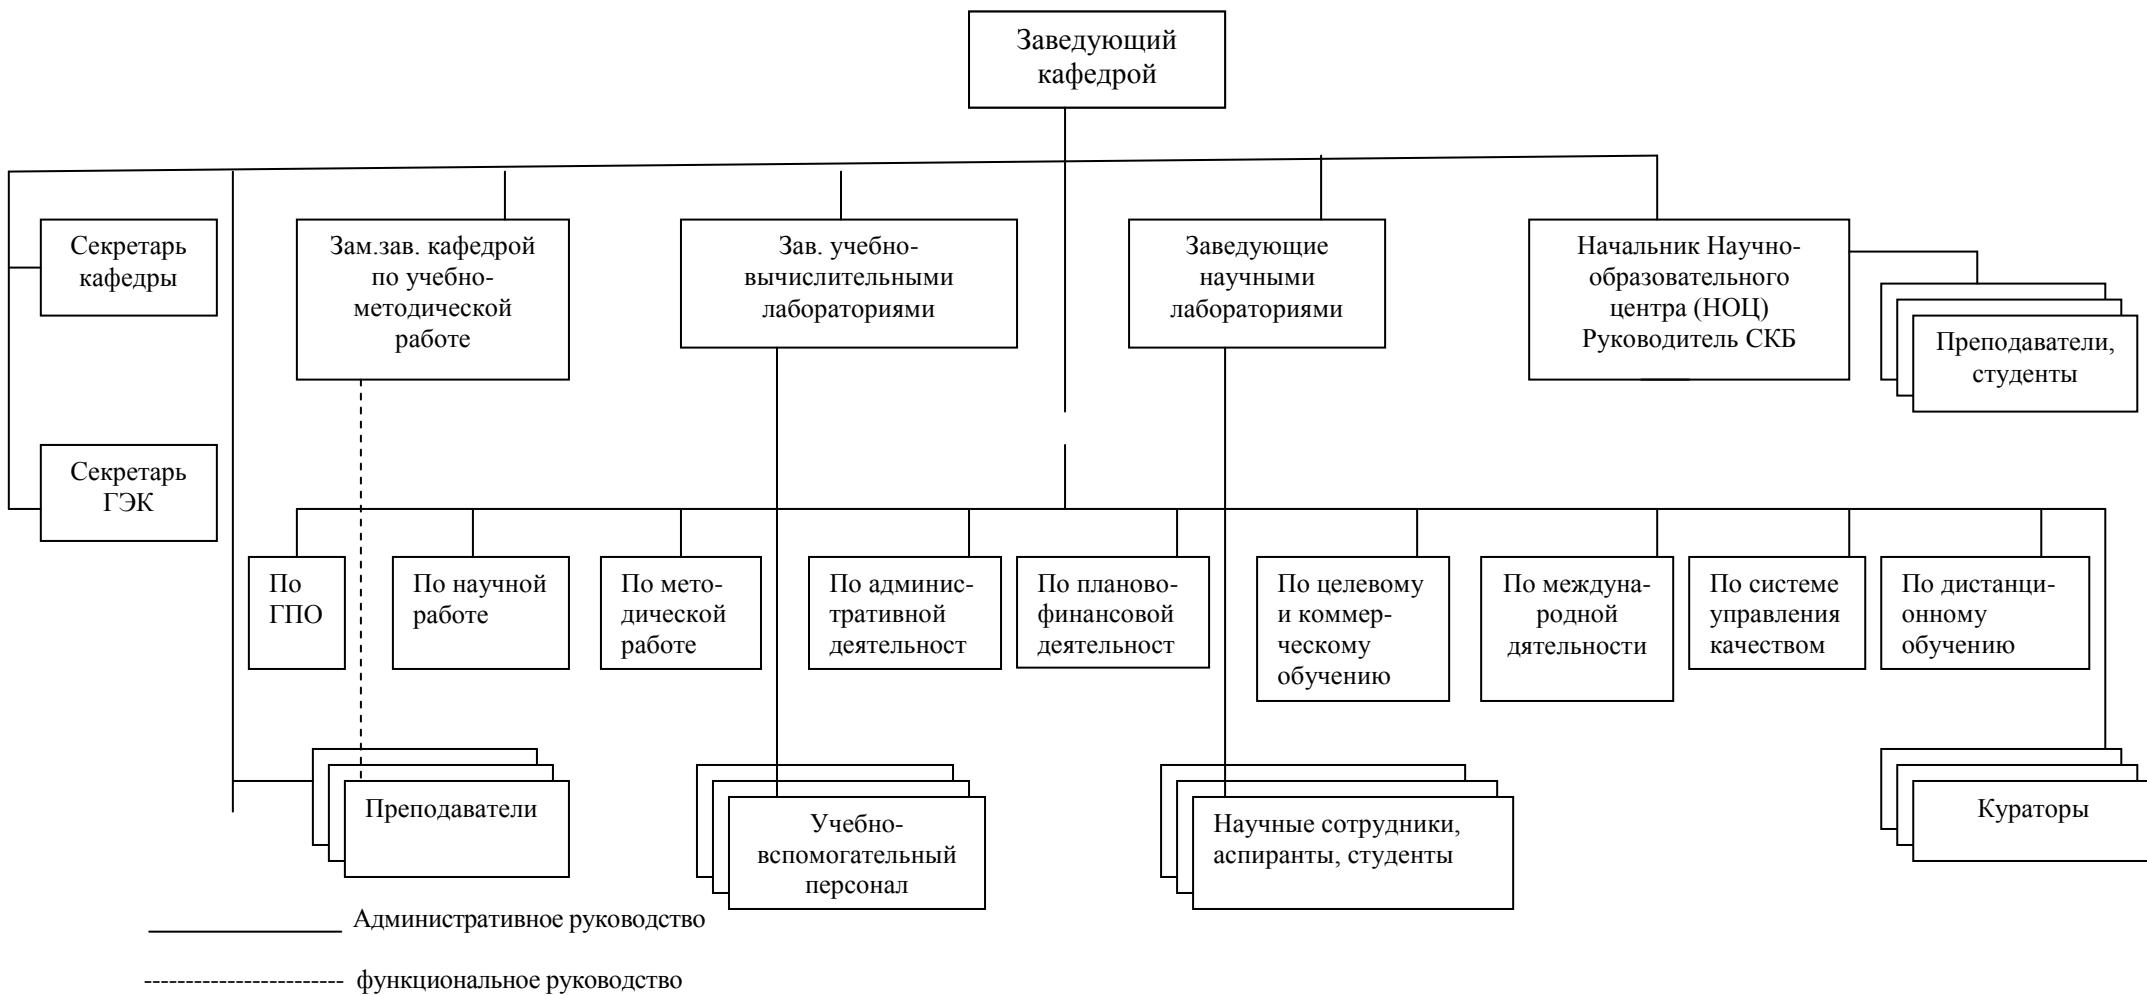 Заведующий
кафедрой
Секретарь
кафедры
Зам.зав. кафедрой
по учебно-
методической
работе
Зав. учебно-
вычислительными
лабораториями
Заведующие
научными
лабораториями
Начальник Научно-
образовательного
центра (НОЦ)
Руководитель СКБ
Преподаватели,
студенты
Секретарь
ГЭК
По
ГПО
По научной
работе
По мето-
дической
работе
По админис-
тративной
деятельност
По планово-
финансовой
деятельност
По целевому
и коммер-
ческому
обучению
По междуна-
родной
дятельности
По системе
управления
качеством
По дистанци-
онному
обучению
Преподаватели
Учебно-
вспомогательный
персонал
Научные сотрудники,
аспиранты, студенты
Кураторы
Административное руководство
функциональное руководство